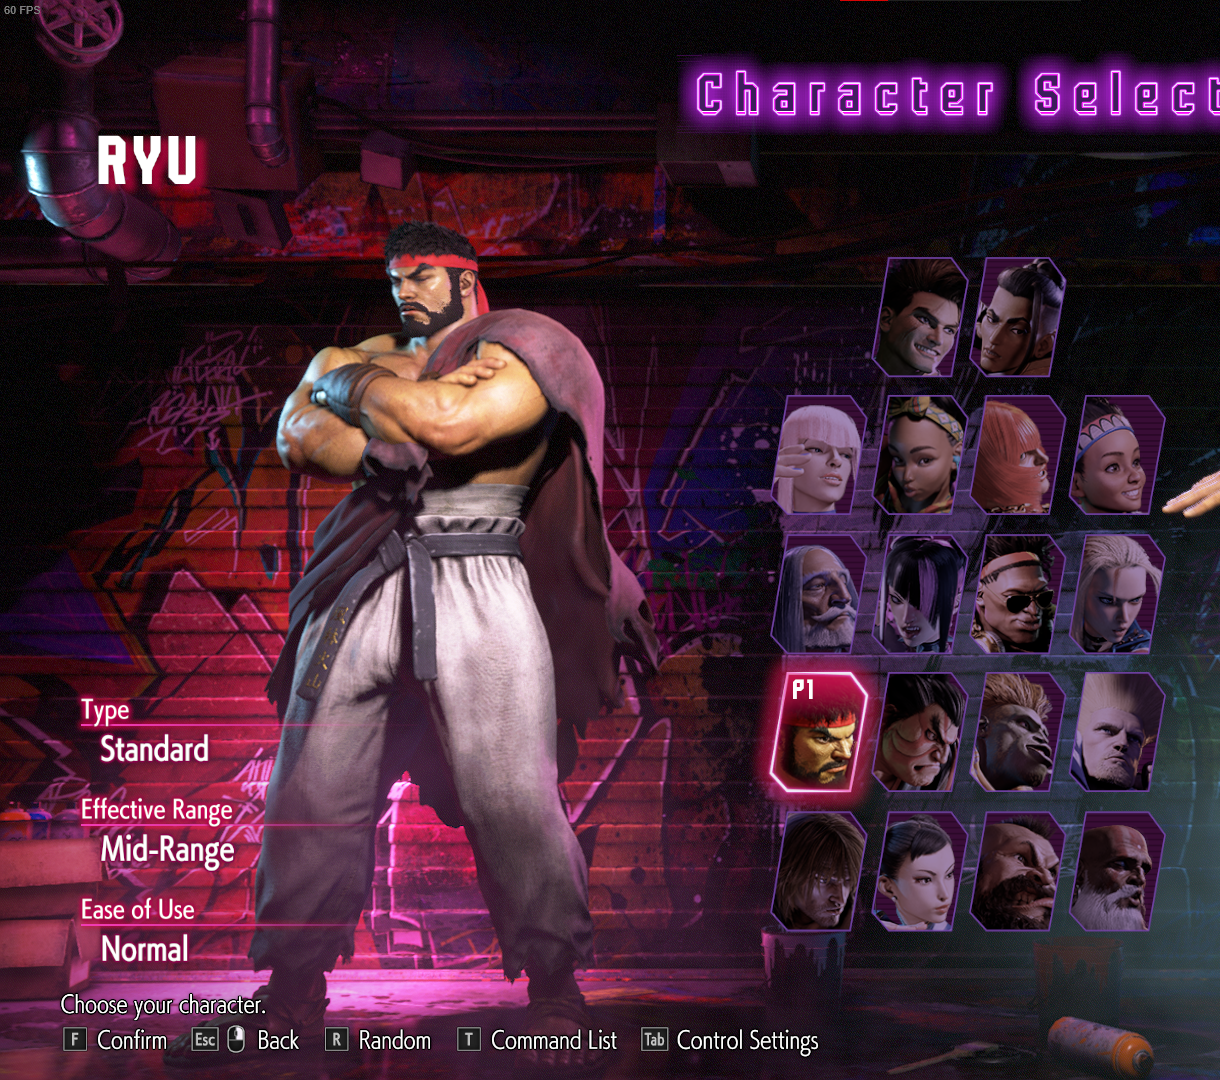 60 FPS
Character Select
RYU
P1
Type
Standard
Effective Range
Mid-Range
Ease of Use
Normal
Choose your character.
F Confirm Esc Back R Random T Command List Tab Control Settings